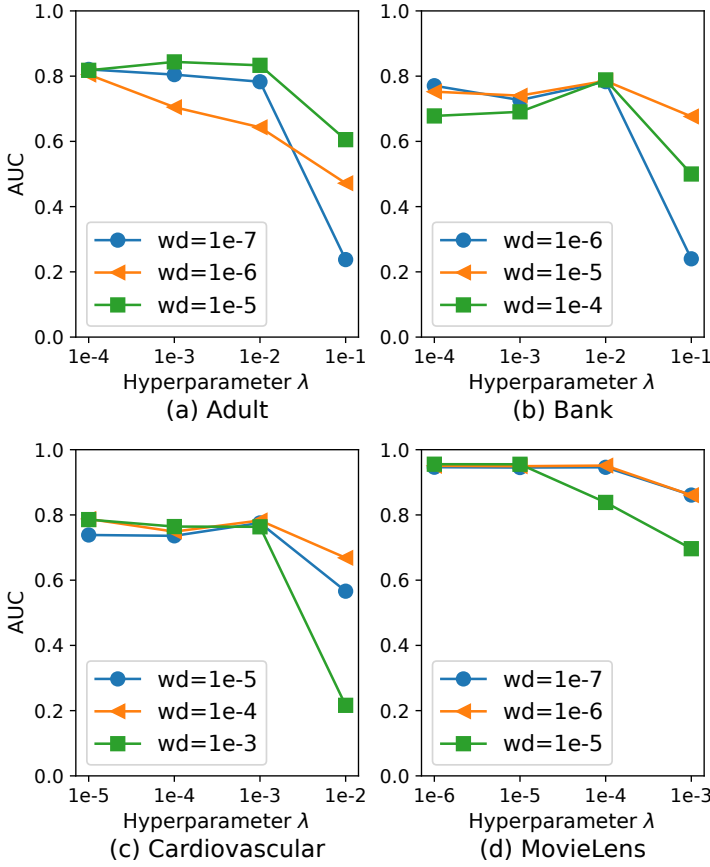 1.0
0.8
0.6
0.4
0.2
0.0
AUC
wd=1e-7
wd=1e-6
wd=1e-5
1e-4 1e-3 1e-2 1e-1
Hyperparameter λ
(a) Adult
1.0
0.8
0.6
0.4
0.2
0.0
wd=1e-6
wd=1e-5
wd=1e-4
1e-4 1e-3 1e-2 1e-1
Hyperparameter λ
(b) Bank
1.0
0.8
0.6
0.4
0.2
0.0
AUC
wd=1e-5
wd=1e-4
wd=1e-3
1e-5 1e-4 1e-3 1e-2
Hyperparameter λ
(c) Cardiovascular
1.0
0.8
0.6
0.4
0.2
0.0
wd=1e-7
wd=1e-6
wd=1e-5
1e-6 1e-5 1e-4 1e-3
Hyperparameter λ
(d) MovieLens